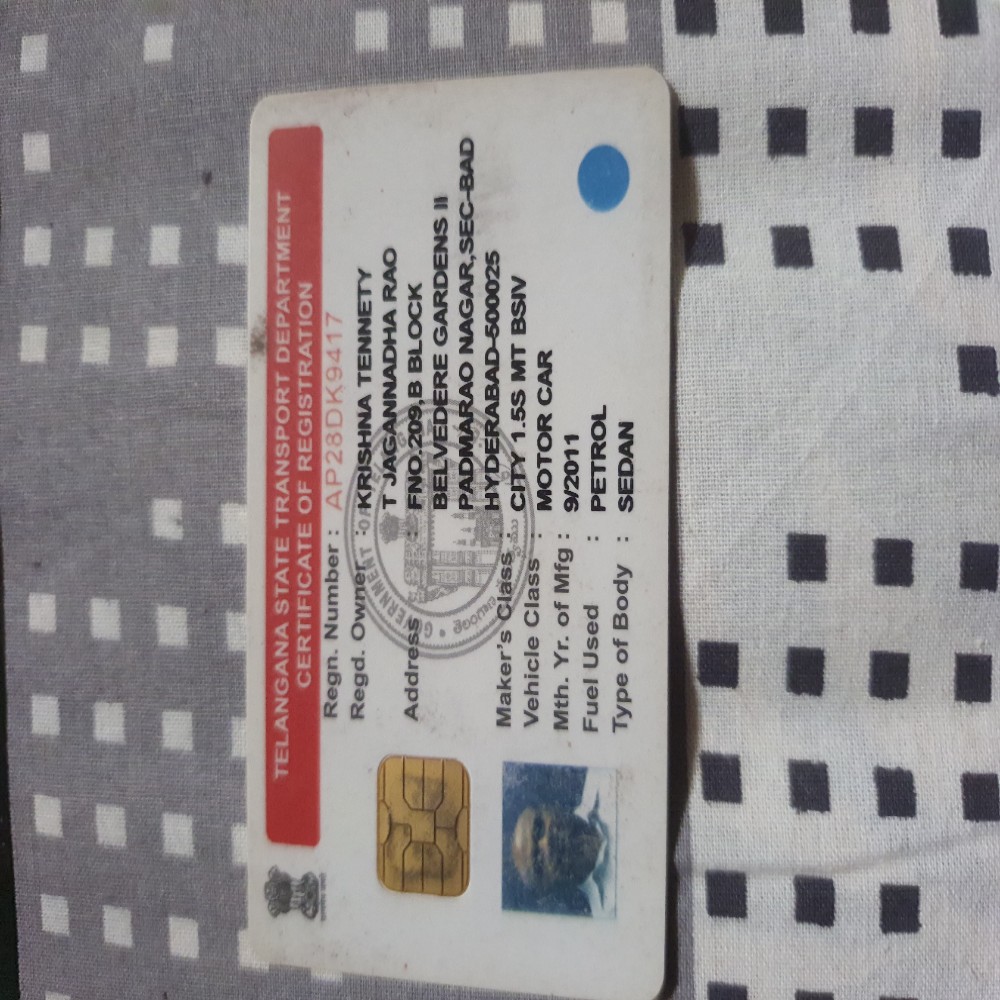 TELANGANA STATE TRANSPORT DEPARTMENT
CERTIFICATE OF REGISTRATION
Regn. Number : AP28DK9417
Regd. Owner : KRISHNA TENNETY
T JAGANNADHA RAO
Address : FNO.209,B BLOCK
BELVEDERE GARDENS II
PADMARAO NAGAR,SEC-BAD
HYDERABAD-500025
Maker's Class : CITY 1.5S MT BSIV
Vehicle Class : MOTOR CAR
Mth. Yr. of Mfg : 9/2011
Fuel Used : PETROL
Type of Body : SEDAN
GOVERNMENT